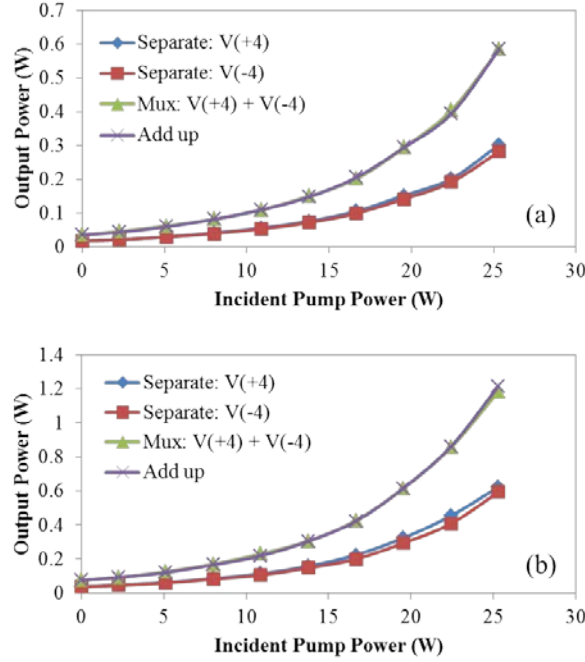 0.7
0.6
0.5
0.4
0.3
0.2
0.1
0
Output Power (W)
Separate: V(+4)
Separate: V(-4)
Mux: V(+4) + V(-4)
Add up
(a)
0 5 10 15 20 25 30
Incident Pump Power (W)
1.4
1.2
1
0.8
0.6
0.4
0.2
0
Output Power (W)
Separate: V(+4)
Separate: V(-4)
Mux: V(+4) + V(-4)
Add up
(b)
0 5 10 15 20 25 30
Incident Pump Power (W)